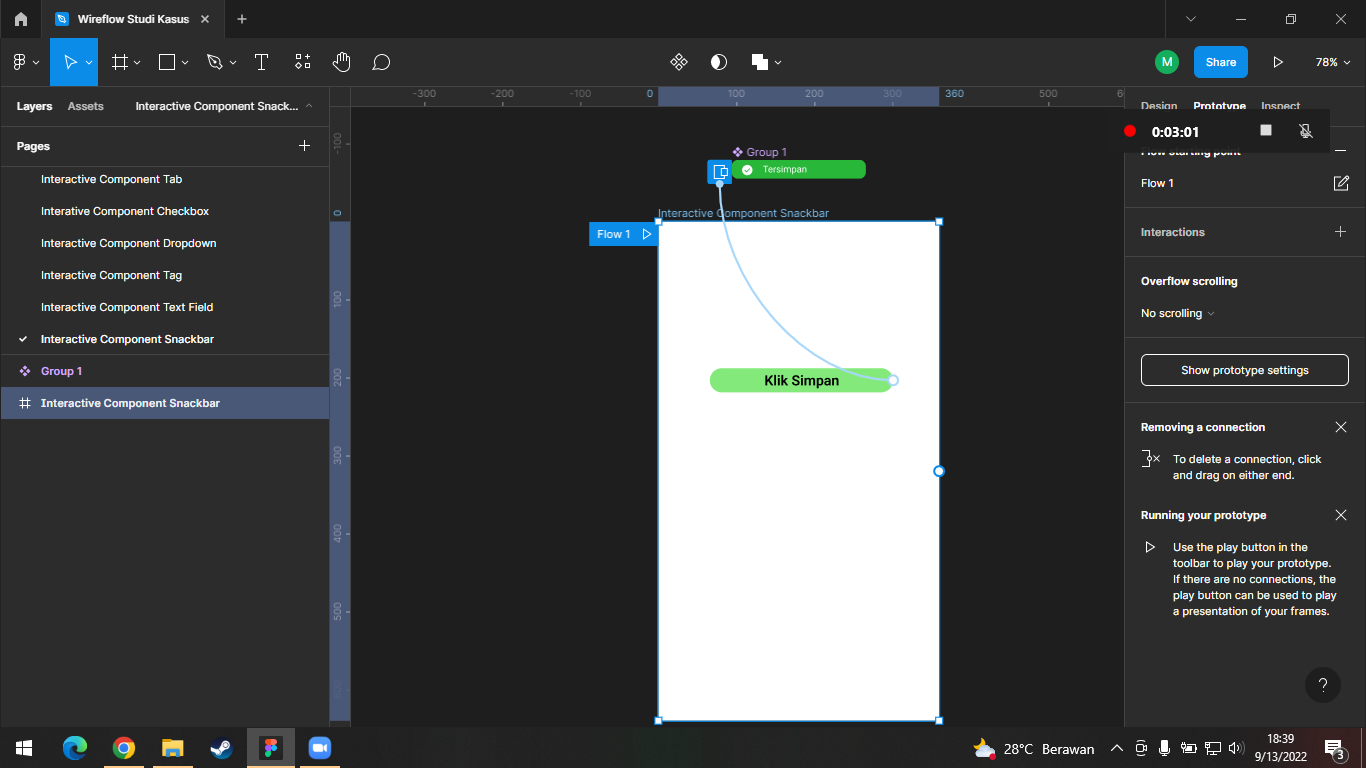 Wireflow Studi Kasus
M
Share
78%
Layers
Assets
Interactive Component Snack...
-300
-200
-100
0
100
200
300
360
500
Design
Prototype
Inspect
0:03:01
Pages
Interactive Component Tab
Interative Component Checkbox
Interactive Component Dropdown
Interactive Component Tag
Interactive Component Text Field
Interactive Component Snackbar
Group 1
Interactive Component Snackbar
-100
0
100
200
300
400
500
Group 1
Tersimpan
Interactive Component Snackbar
Flow 1
Klik Simpan
Flow starting point
Flow 1
Interactions
Overflow scrolling
No scrolling
Show prototype settings
Removing a connection
To delete a connection, click
and drag on either end.
Running your prototype
Use the play button in the
toolbar to play your prototype.
If there are no connections, the
play button can be used to play
a presentation of your frames.
?
28°C Berawan
18:39
9/13/2022
3